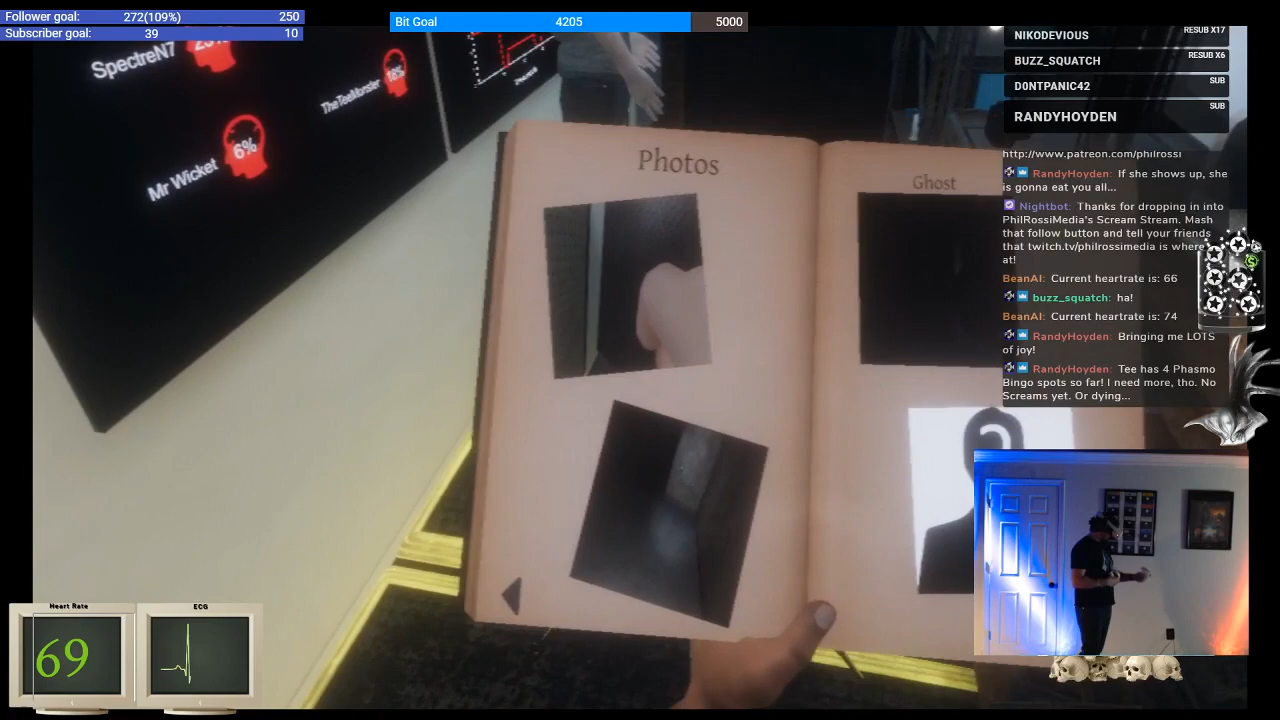 Follower goal: 272(109%) 250
Subscriber goal: 39 10
Bit Goal 4205 5000
SpectreN7
TheTeeMonster 18%
Mr Wicket 6%
Photos
Ghost
NIKODEVIOUS RESUB X17
BUZZ_SQUATCH RESUB X6
D0NTPANIC42 SUB
RANDYHOYDEN SUB
http://www.patreon.com/philrossi
RandyHoyden: If she shows up, she
is gonna eat you all...
Nightbot: Thanks for dropping in into
PhilRossiMedia's Scream Stream. Mash
that follow button and tell your friends
that twitch.tv/philrossimedia is where
at!
BeanAI: Current heartrate is: 66
buzz_squatch: ha!
BeanAI: Current heartrate is: 74
RandyHoyden: Bringing me LOTS
of joy!
RandyHoyden: Tee has 4 Phasmo
Bingo spots so far! I need more, tho. No
Screams yet. Or dying...
Heart Rate
69
ECG